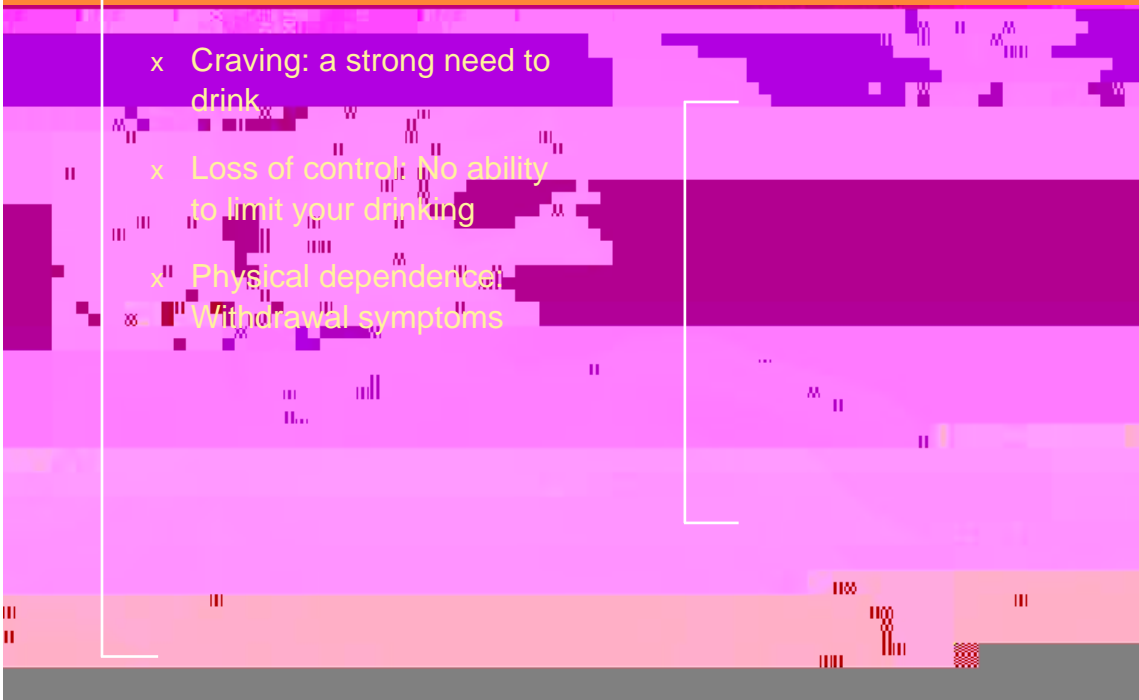 x Craving: a strong need to
drink
x Loss of control: No ability
to limit your drinking
x Physical dependence:
Withdrawal symptoms